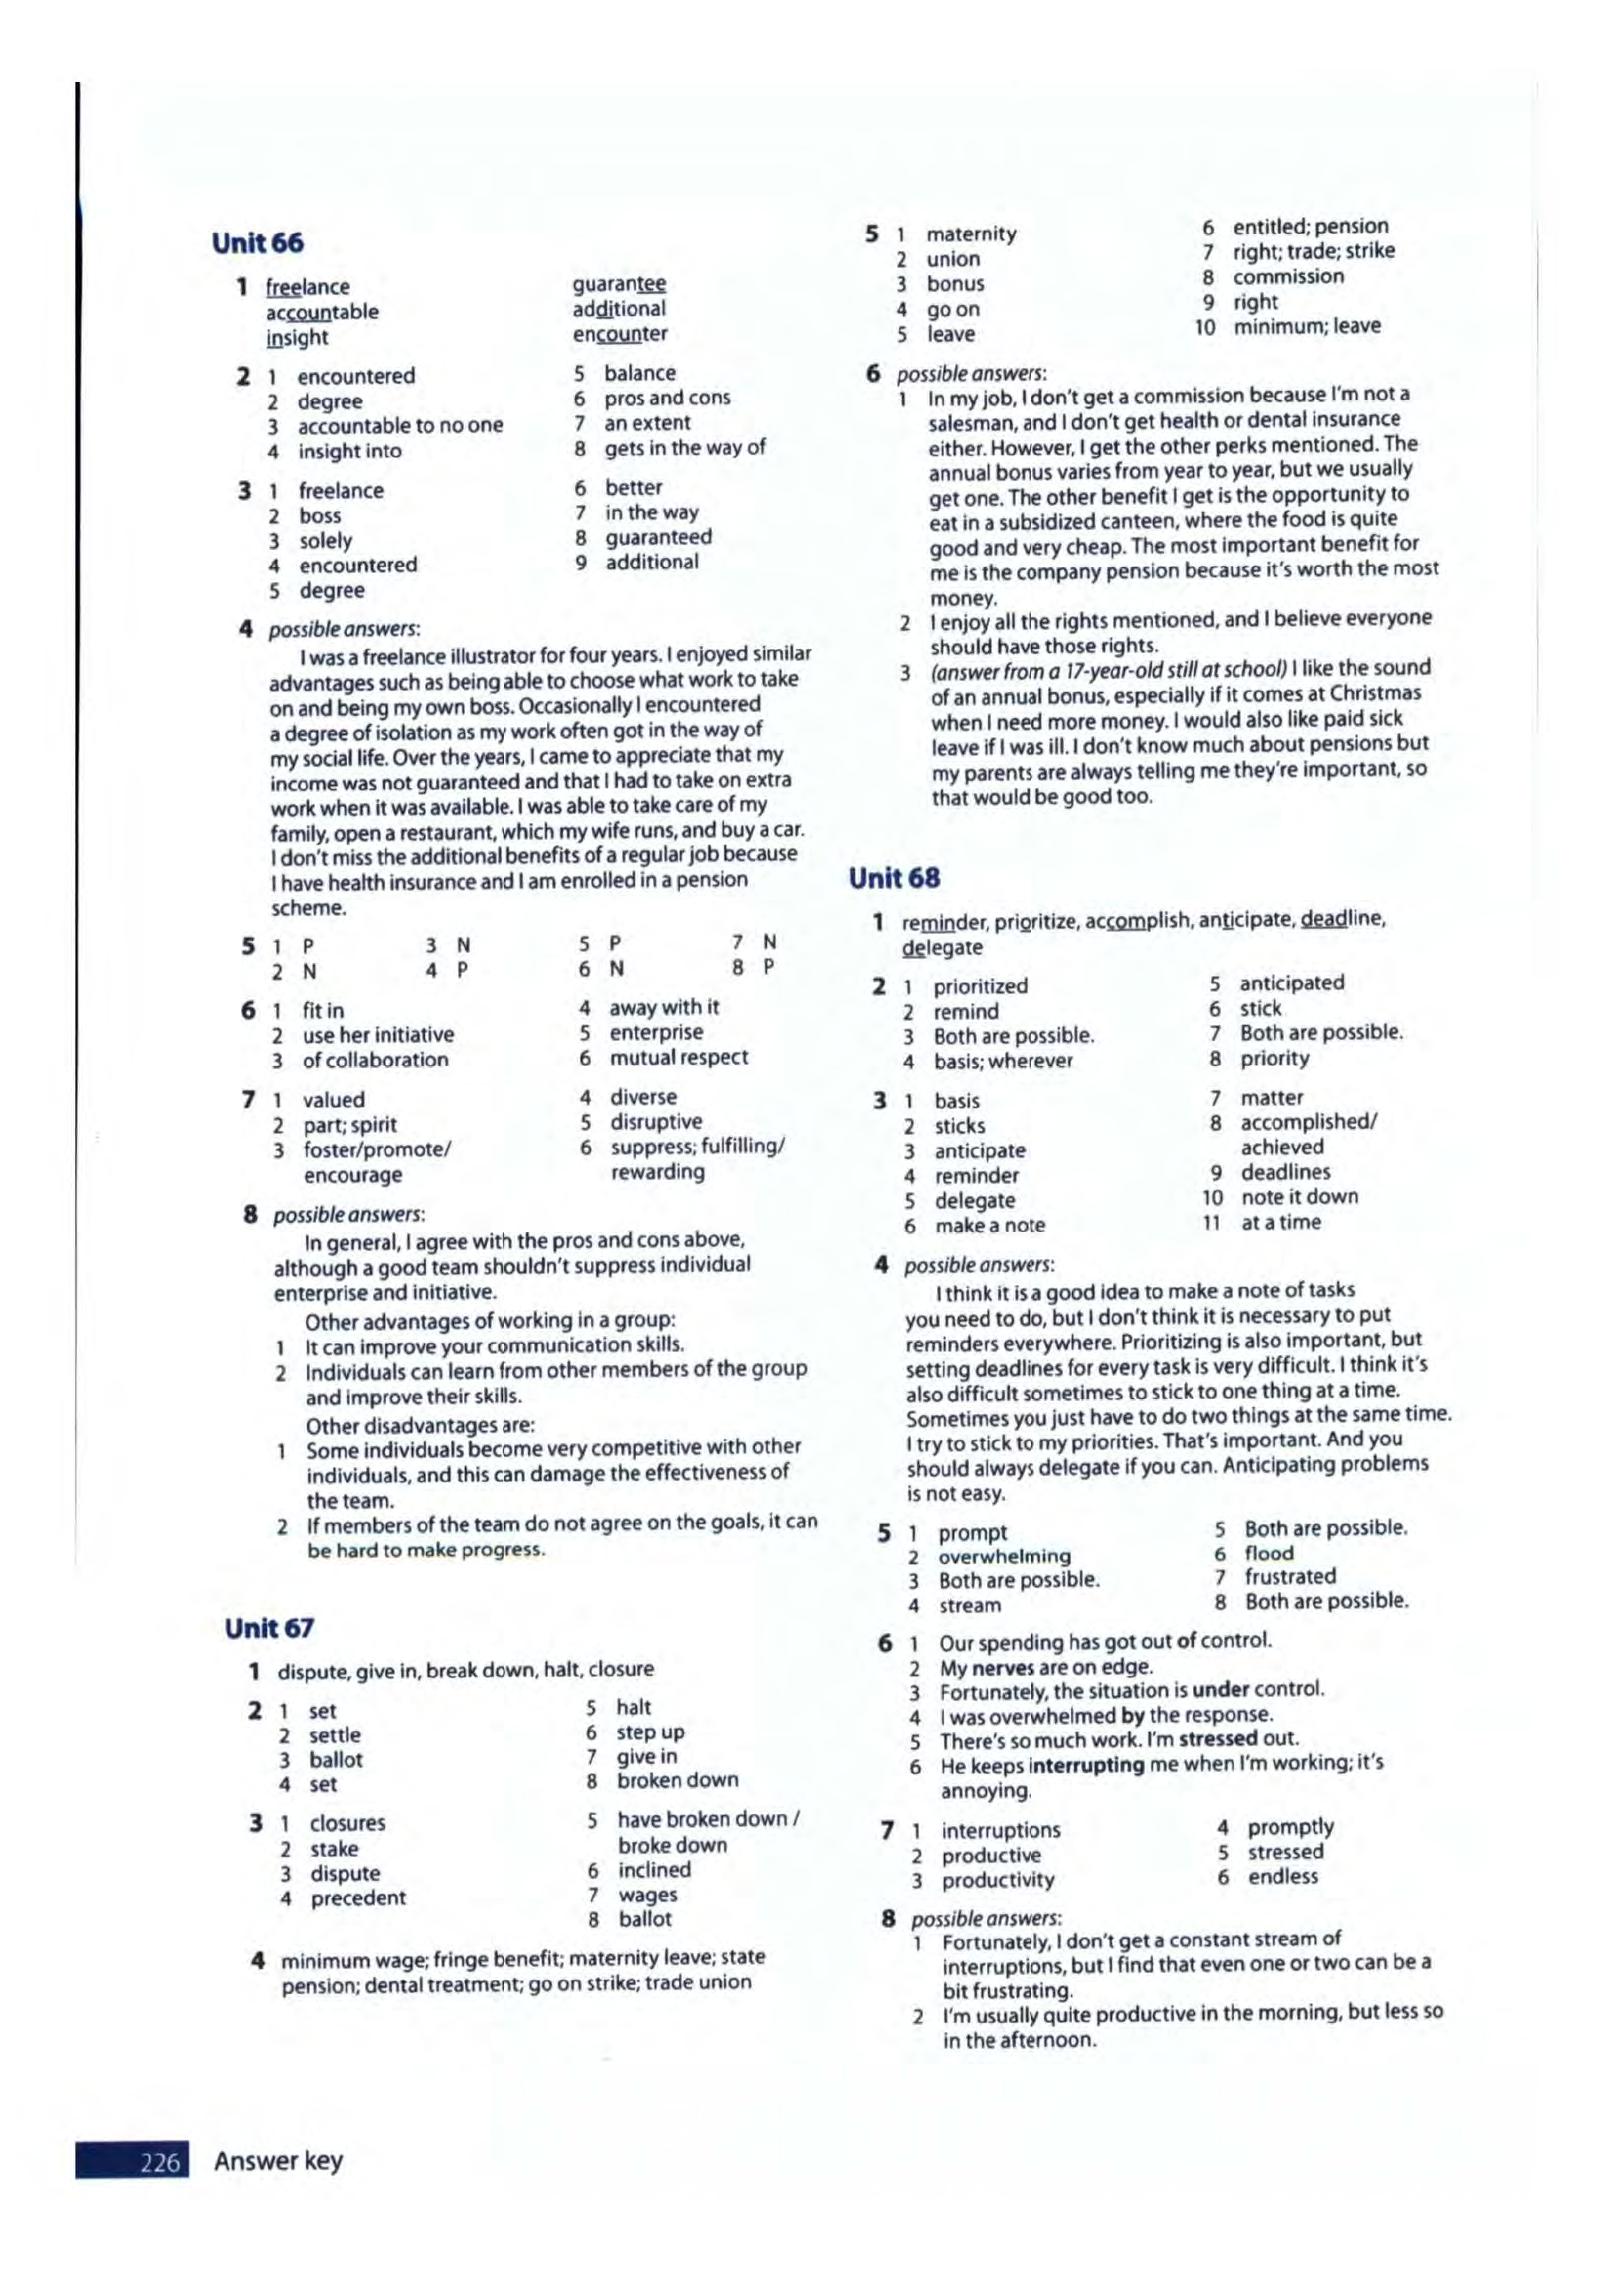 Unit 66
1 freelance guarantee
accountable additional
insight encounter
2 1 encountered 5 balance
2 degree 6 pros and cons
3 accountable to no one 7 an extent
4 insight into 8 gets in the way of
3 1 freelance 6 better
2 boss 7 in the way
3 solely 8 guaranteed
4 encountered 9 additional
5 degree
4 possible answers:
I was a freelance illustrator for four years. I enjoyed similar
advantages such as being able to choose what work to take
on and being my own boss. Occasionally I encountered
a degree of isolation as my work often got in the way of
my social life. Over the years, I came to appreciate that my
income was not guaranteed and that I had to take on extra
work when it was available. I was able to take care of my
family, open a restaurant, which my wife runs, and buy a car.
I don't miss the additional benefits of a regular job because
I have health insurance and I am enrolled in a pension
scheme.
5 1 P 3 N 5 P 7 N
2 N 4 P 6 N 8 P
6 1 fit in 4 away with it
2 use her initiative 5 enterprise
3 of collaboration 6 mutual respect
7 1 valued 4 diverse
2 part; spirit 5 disruptive
3 foster/promote/ 6 suppress; fulfilling/
encourage rewarding
8 possible answers:
In general, I agree with the pros and cons above,
although a good team shouldn't suppress individual
enterprise and initiative.
Other advantages of working in a group:
1 It can improve your communication skills.
2 Individuals can learn from other members of the group
and improve their skills.
Other disadvantages are:
1 Some individuals become very competitive with other
individuals, and this can damage the effectiveness of
the team.
2 If members of the team do not agree on the goals, it can
be hard to make progress.
Unit 67
1 dispute, give in, break down, halt, closure
2 1 set 5 halt
2 settle 6 step up
3 ballot 7 give in
4 set 8 broken down
3 1 closures 5 have broken down /
2 stake broke down
3 dispute 6 inclined
4 precedent 7 wages
8 ballot
4 minimum wage; fringe benefit; maternity leave; state
pension; dental treatment; go on strike; trade union
5 1 maternity 6 entitled; pension
2 union 7 right; trade; strike
3 bonus 8 commission
4 go on 9 right
5 leave 10 minimum; leave
6 possible answers:
1 In my job, I don't get a commission because I'm not a
salesman, and I don't get health or dental insurance
either. However, I get the other perks mentioned. The
annual bonus varies from year to year, but we usually
get one. The other benefit I get is the opportunity to
eat in a subsidized canteen, where the food is quite
good and very cheap. The most important benefit for
me is the company pension because it's worth the most
money.
2 I enjoy all the rights mentioned, and I believe everyone
should have those rights.
3 (answer from a 17-year-old still at school) I like the sound
of an annual bonus, especially if it comes at Christmas
when I need more money. I would also like paid sick
leave if I was ill. I don't know much about pensions but
my parents are always telling me they're important, so
that would be good too.
Unit 68
1 reminder, prioritize, accomplish, anticipate, deadline,
delegate
2 1 prioritized 5 anticipated
2 remind 6 stick
3 Both are possible. 7 Both are possible.
4 basis; wherever 8 priority
3 1 basis 7 matter
2 sticks 8 accomplished/
3 anticipate achieved
4 reminder 9 deadlines
5 delegate 10 note it down
6 make a note 11 at a time
4 possible answers:
I think it is a good idea to make a note of tasks
you need to do, but I don't think it is necessary to put
reminders everywhere. Prioritizing is also important, but
setting deadlines for every task is very difficult. I think it's
also difficult sometimes to stick to one thing at a time.
Sometimes you just have to do two things at the same time.
I try to stick to my priorities. That's important. And you
should always delegate if you can. Anticipating problems
is not easy.
5 1 prompt 5 Both are possible.
2 overwhelming 6 flood
3 Both are possible. 7 frustrated
4 stream 8 Both are possible.
6 1 Our spending has got out of control.
2 My nerves are on edge.
3 Fortunately, the situation is under control.
4 I was overwhelmed by the response.
5 There's so much work. I'm stressed out.
6 He keeps interrupting me when I'm working; it's
annoying.
7 1 interruptions 4 promptly
2 productive 5 stressed
3 productivity 6 endless
8 possible answers:
1 Fortunately, I don't get a constant stream of
interruptions, but I find that even one or two can be a
bit frustrating.
2 I'm usually quite productive in the morning, but less so
in the afternoon.
226 Answer key